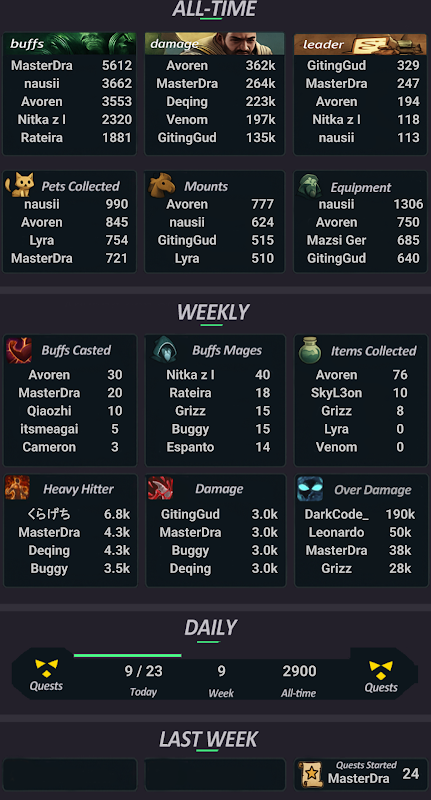 ALL-TIME
buffs
MasterDra 5612
nausii 3662
Avoren 3553
Nitka z l 2320
Rateira 1881
damage
Avoren 362k
MasterDra 264k
Deqing 223k
Venom 197k
GitingGud 135k
leader
GitingGud 329
MasterDra 247
Avoren 194
Nitka z l 118
nausii 113
Pets Collected
nausii 990
Avoren 845
Lyra 754
MasterDra 721
Mounts
Avoren 777
nausii 624
GitingGud 515
Lyra 510
Equipment
nausii 1306
Avoren 750
Mazsi Ger 685
GitingGud 640
WEEKLY
Buffs Casted
Avoren 30
MasterDra 20
Qiaozhi 10
itsmeagai 5
Cameron 3
Buffs Mages
Nitka z l 40
Rateira 18
Grizz 15
Buggy 15
Espanto 14
Items Collected
Avoren 76
SkyL3on 10
Grizz 8
Lyra 0
Venom 0
Heavy Hitter
くらげち 6.8k
MasterDra 4.3k
Deqing 4.3k
Buggy 3.5k
Damage
GitingGud 3.0k
MasterDra 3.0k
Buggy 3.0k
Deqing 3.0k
Over Damage
DarkCode_ 190k
Leonardo 50k
MasterDra 38k
Grizz 28k
DAILY
Quests
9 / 23
Today
9
Week
2900
All-time
Quests
LAST WEEK
Quests Started
MasterDra 24